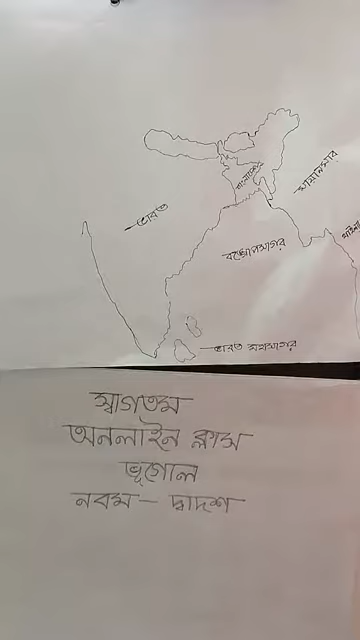 বাংলাদেশ
মায়ানমার
ভারত
বঙ্গোপসাগর
ভারত মহাসাগর
স্বাগতম
অনলাইন ক্লাস
ভূগোল
নবম - দ্বাদশ